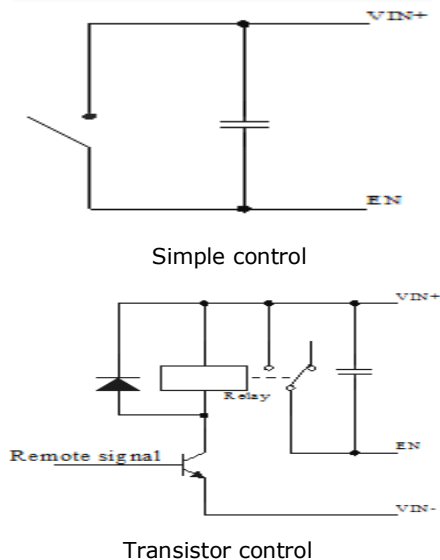 VIN+
EN
Simple control
VIN+
Relay
EN
Remote signal
VIN-
Transistor control